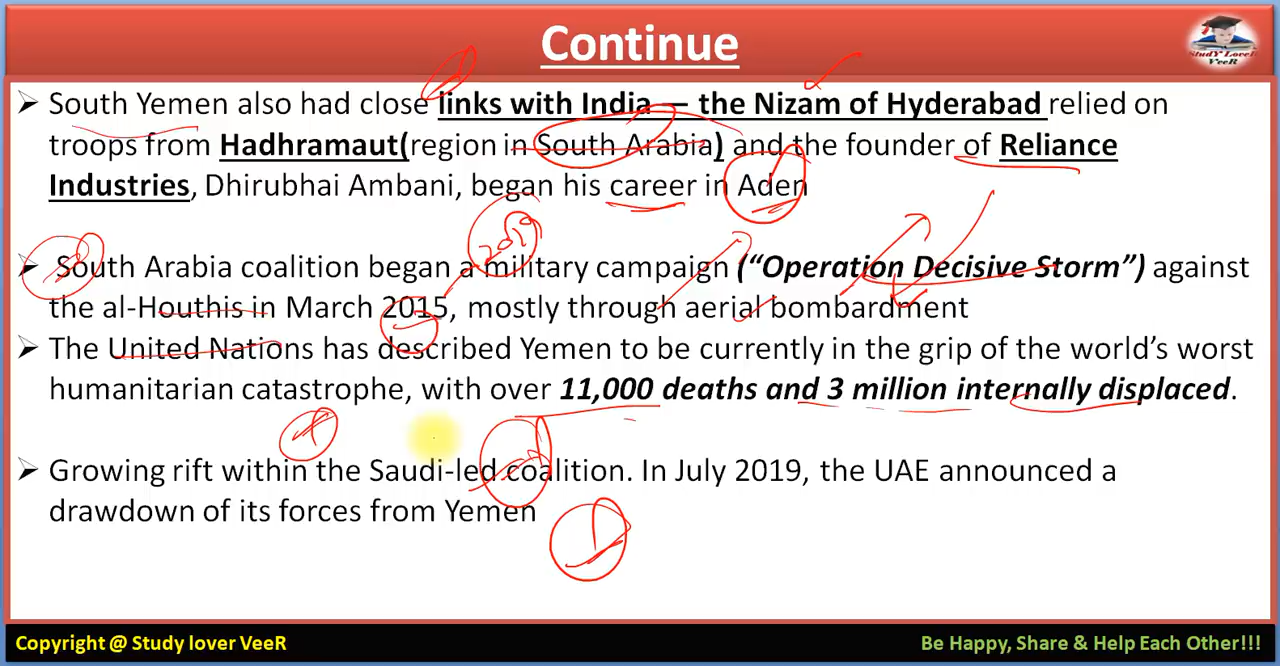 Continue
StudY LoveR
VeeR
➢ South Yemen also had close links with India — the Nizam of Hyderabad relied on
troops from Hadhramaut(region in South Arabia) and the founder of Reliance
Industries, Dhirubhai Ambani, began his career in Aden
➢ South Arabia coalition began a military campaign (“Operation Decisive Storm”) against
the al-Houthis in March 2015, mostly through aerial bombardment
2019
➢ The United Nations has described Yemen to be currently in the grip of the world’s worst
humanitarian catastrophe, with over 11,000 deaths and 3 million internally displaced.
➢ Growing rift within the Saudi-led coalition. In July 2019, the UAE announced a
drawdown of its forces from Yemen
Copyright @ Study lover VeeR
Be Happy, Share & Help Each Other!!!